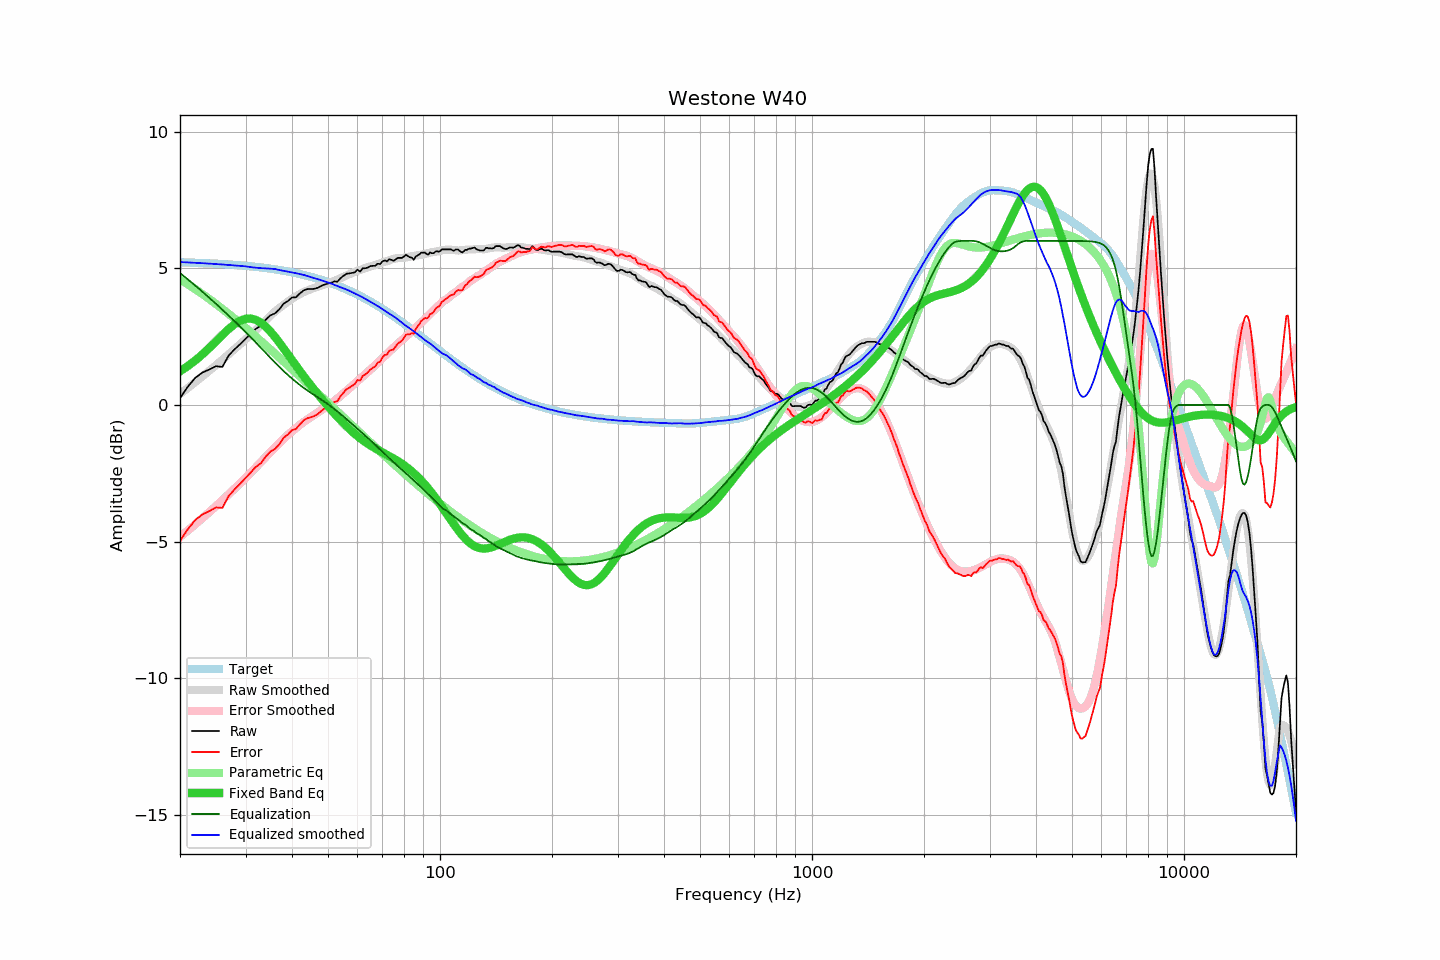 Westone W40
10
5
0
−5
−10
−15
Amplitude (dBr)
Target
Raw Smoothed
Error Smoothed
Raw
Error
Parametric Eq
Fixed Band Eq
Equalization
Equalized smoothed
100
1000
10000
Frequency (Hz)